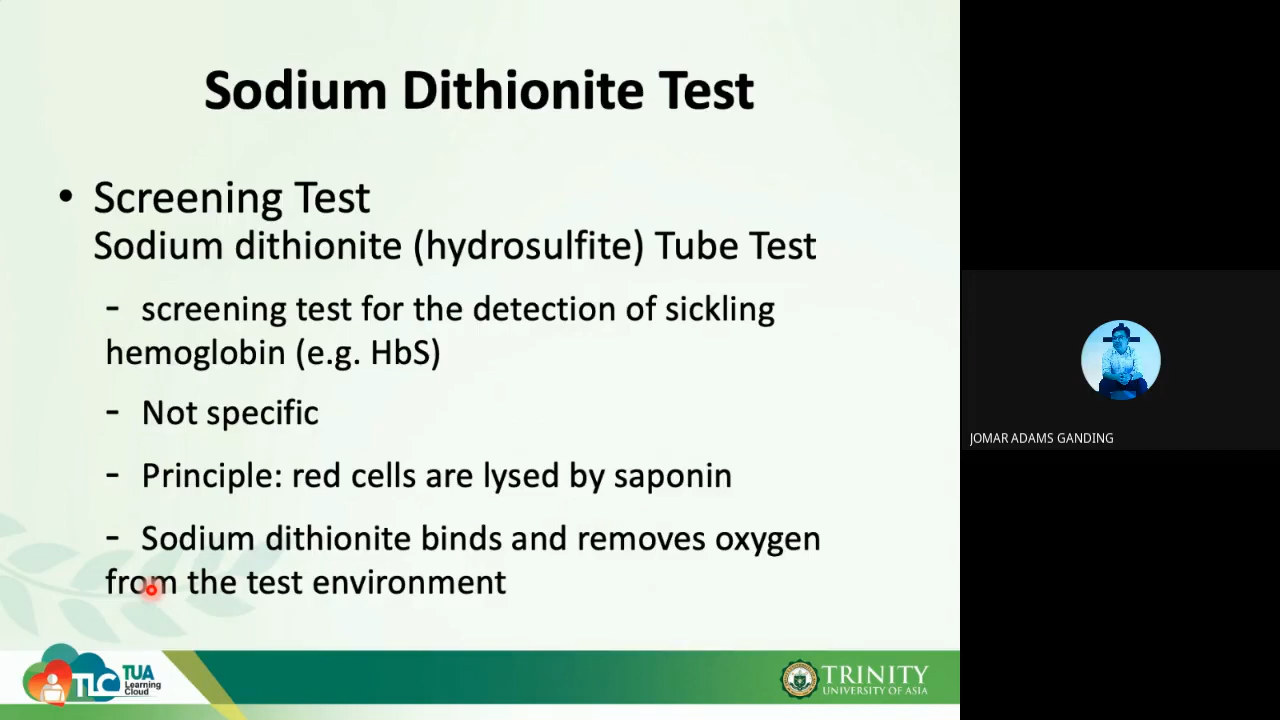 Sodium Dithionite Test
• Screening Test
Sodium dithionite (hydrosulfite) Tube Test
- screening test for the detection of sickling
hemoglobin (e.g. HbS)
- Not specific
- Principle: red cells are lysed by saponin
- Sodium dithionite binds and removes oxygen
from the test environment
TLC TUA
Learning
Cloud
TRINITY
UNIVERSITY OF ASIA
JOMAR ADAMS GANDING